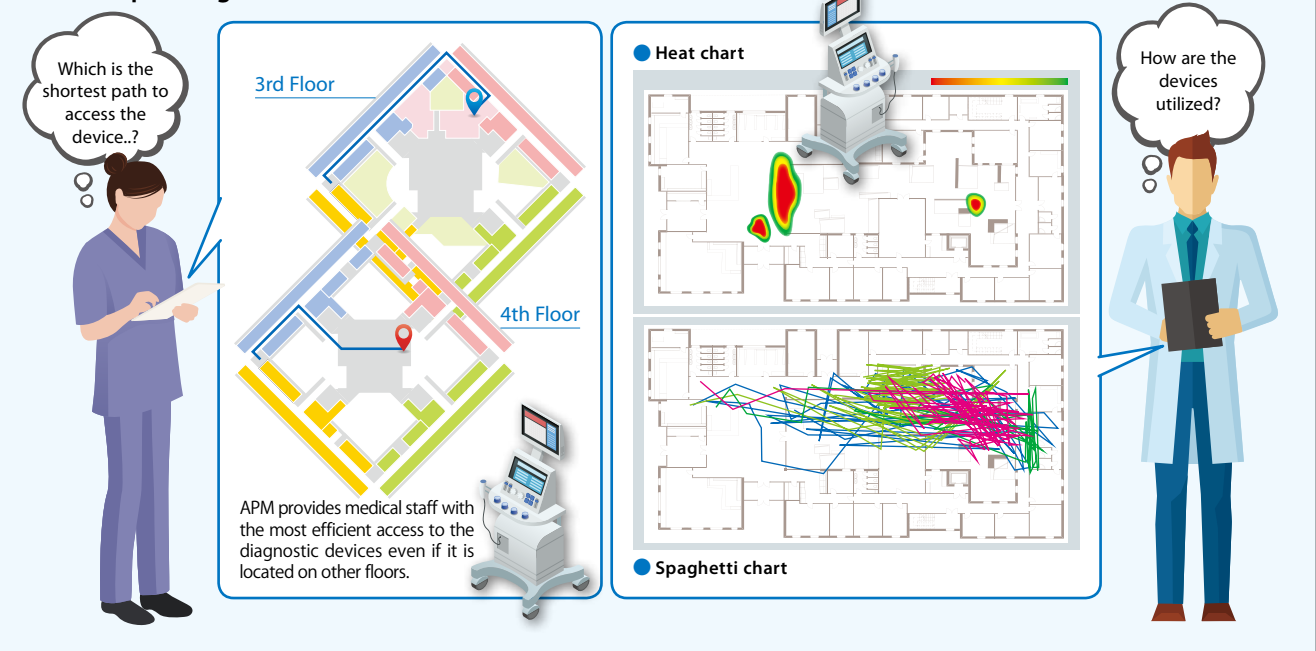 Which is the
shortest path to
access the
device..?
3rd Floor
4th Floor
APM provides medical staff with
the most efficient access to the
diagnostic devices even if it is
located on other floors.
Heat chart
Spaghetti chart
How are the
devices
utilized?